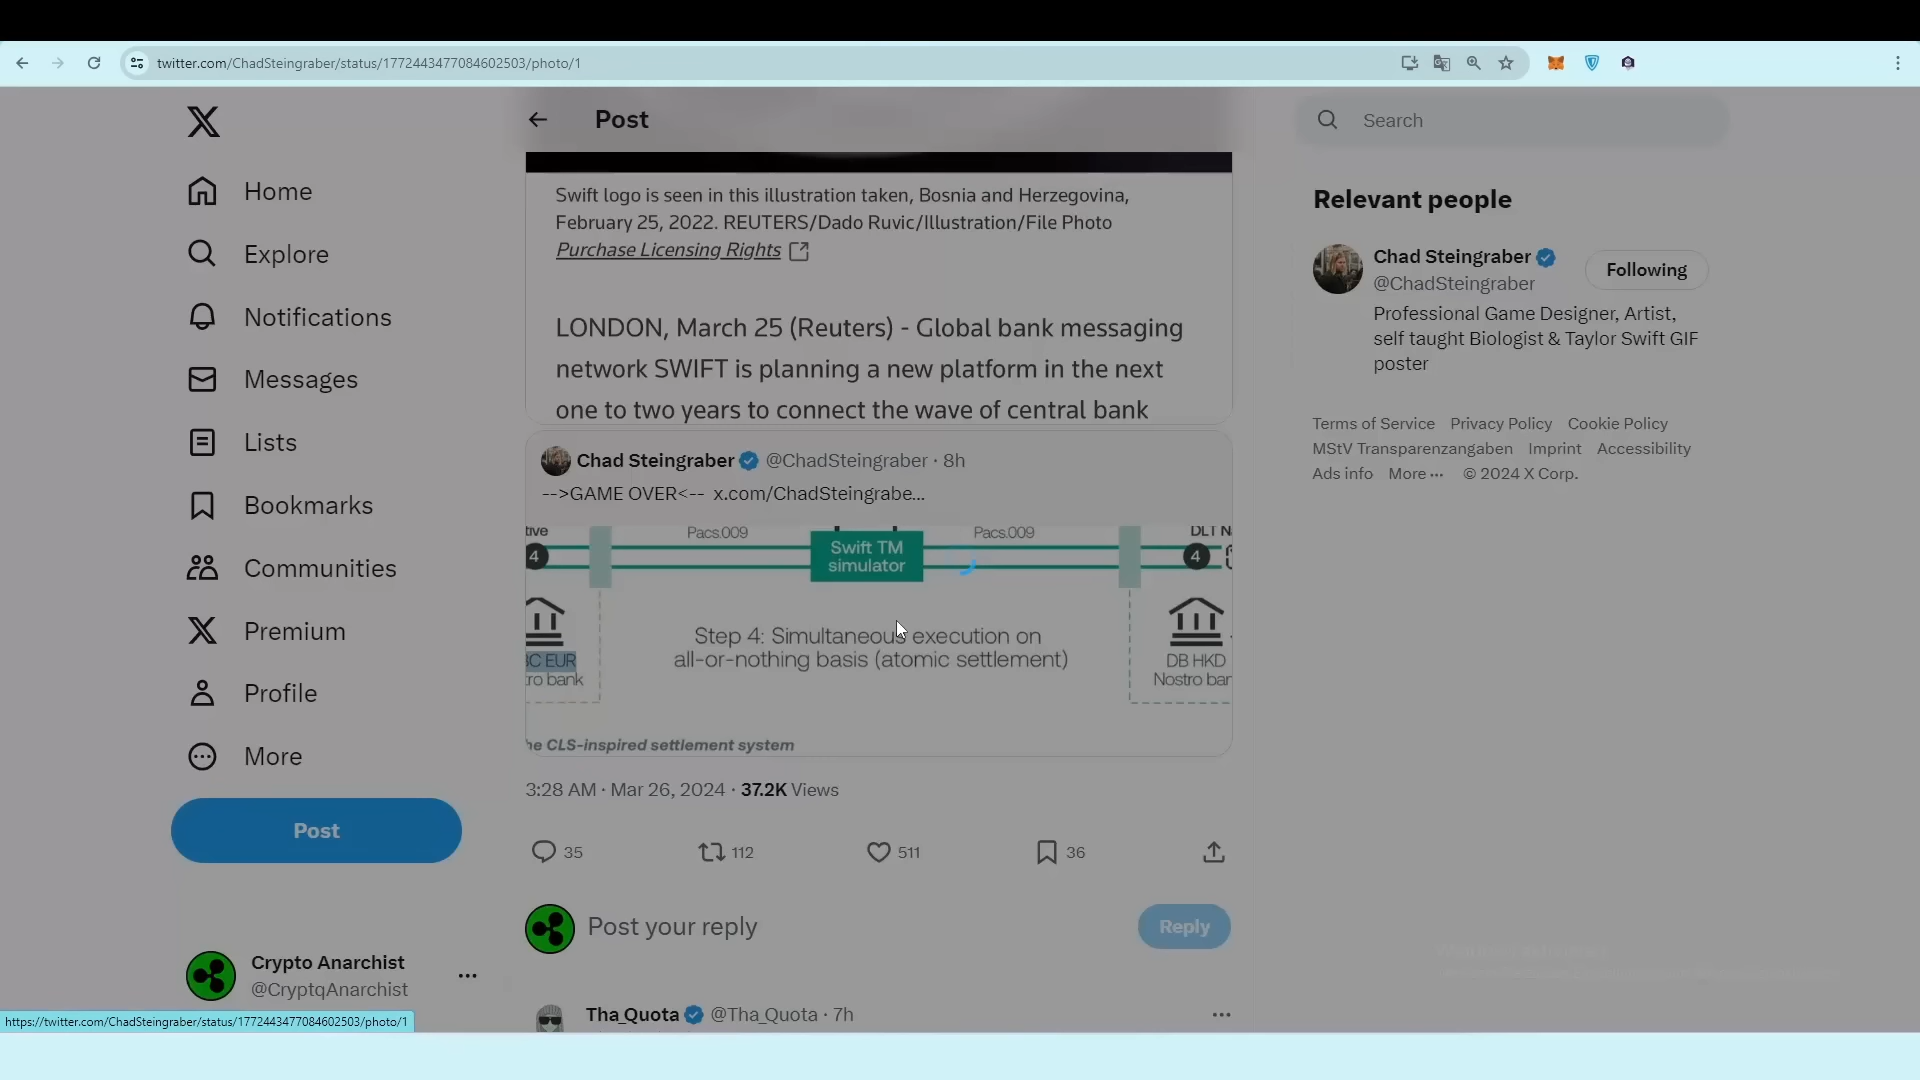 twitter.com/ChadSteingraber/status/1772443477084602503/photo/1
Home
Explore
Notifications
Messages
Lists
Bookmarks
Communities
Premium
Profile
More
Post
Crypto Anarchist
@CryptqAnarchist
https://twitter.com/ChadSteingraber/status/1772443477084602503/photo/1
Post
Swift logo is seen in this illustration taken, Bosnia and Herzegovina,
February 25, 2022. REUTERS/Dado Ruvic/Illustration/File Photo
Purchase Licensing Rights
LONDON, March 25 (Reuters) - Global bank messaging
network SWIFT is planning a new platform in the next
one to two years to connect the wave of central bank
Chad Steingraber @ChadSteingraber · 8h
-->GAME OVER<-- x.com/ChadSteingrabe...
tive Pacs.009 Pacs.009 DLT N
4 Swift TM 4
simulator
Step 4: Simultaneous execution on
all-or-nothing basis (atomic settlement)
BC EUR DB HKD
tro bank Nostro ban
he CLS-inspired settlement system
3:28 AM · Mar 26, 2024 · 37.2K Views
35 112 511 36
Post your reply Reply
Tha_Quota @Tha_Quota · 7h
Search
Relevant people
Chad Steingraber
@ChadSteingraber
Following
Professional Game Designer, Artist,
self taught Biologist & Taylor Swift GIF
poster
Terms of Service Privacy Policy Cookie Policy
MStV Transparenzangaben Imprint Accessibility
Ads info More ··· © 2024 X Corp.